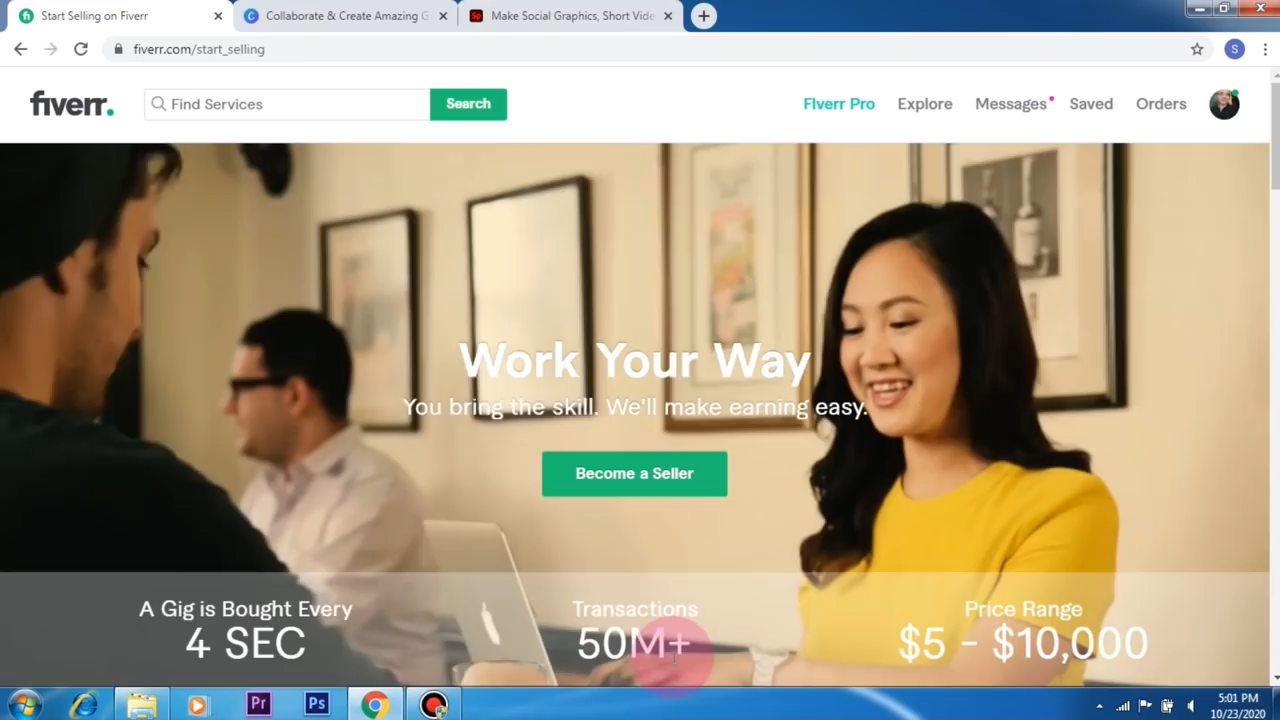 Start Selling on Fiverr
Collaborate & Create Amazing G
Make Social Graphics, Short Vide
fiverr.com/start_selling
S
fiverr.
Find Services
Search
Fiverr Pro
Explore
Messages
Saved
Orders
Work Your Way
You bring the skill. We'll make earning easy.
Become a Seller
A Gig is Bought Every
4 SEC
Transactions
50M+
Price Range
$5 - $10,000
Pr
Ps
5:01 PM
10/23/2020